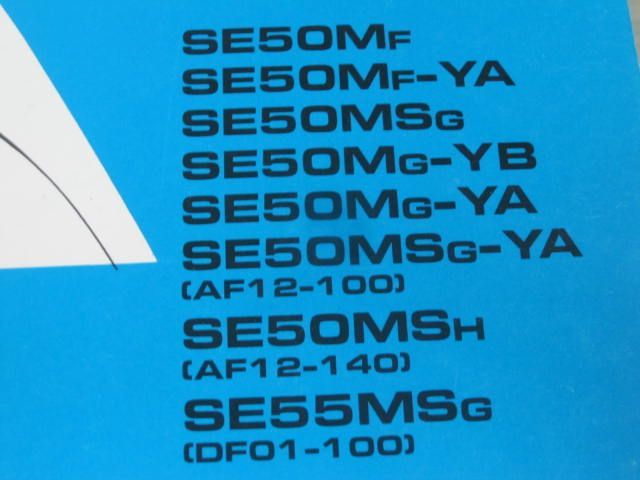 SE50MF
SE50MF-YA
SE50MSG
SE50MG-YB
SE50MG-YA
SE50MSG-YA
(AF12-100)
SE50MSH
(AF12-140)
SE55MSG
(DF01-100)